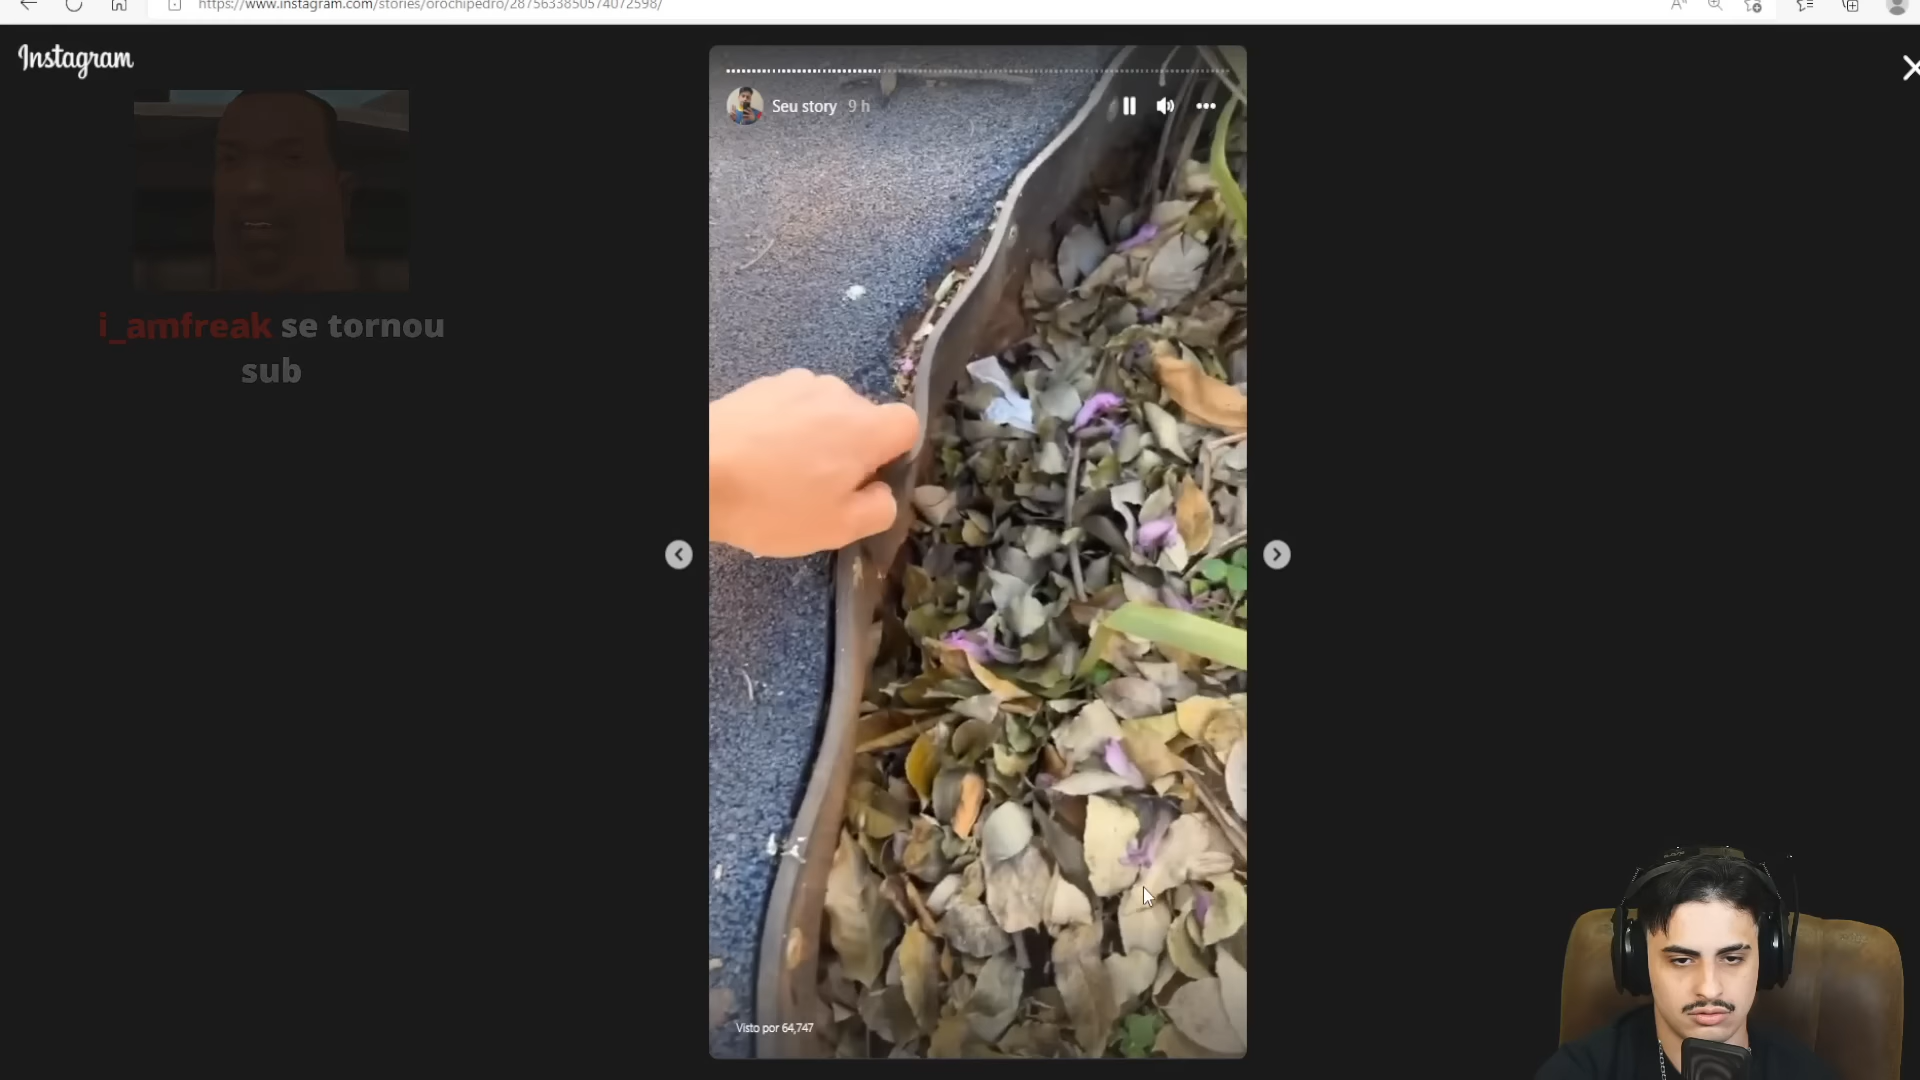 https://www.instagram.com/stories/orochipedro/2875633850574072598/
Instagram
Seu story 9 h
i_amfreak se tornou
sub
Visto por 64,747